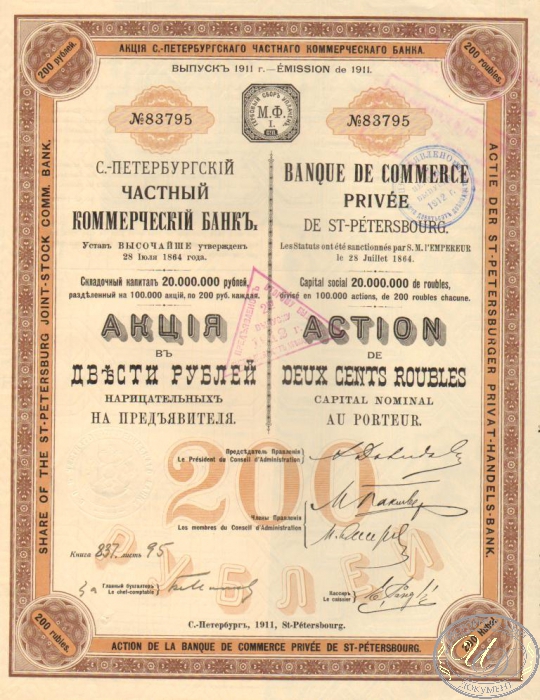 АКЦІЯ С.-ПЕТЕРБУРГСКАГО ЧАСТНАГО КОММЕРЧЕСКАГО БАНКА.
200 рублей.
200 roubles.
ВЫПУСКЪ 1911 г.—ÉMISSION de 1911.
№83795
М.Ф.
I.
№83795
С.-ПЕТЕРБУРГСКІЙ
ЧАСТНЫЙ
КОММЕРЧЕСКІЙ БАНКЪ.
Уставъ ВЫСОЧАЙШЕ утвержденъ
28 Іюля 1864 года.
Складочный капиталъ 20.000.000 рублей,
раздѣленный на 100.000 акцій, по 200 руб. каждая.
АКЦІЯ
ВЪ
ДВѢСТИ РУБЛЕЙ
НАРИЦАТЕЛЬНЫХЪ
НА ПРЕДЪЯВИТЕЛЯ.
BANQUE DE COMMERCE
PRIVÉE
DE ST-PÉTERSBOURG.
Les Statuts ont été sanctionnés par S. M. l'EMPEREUR
le 28 Juillet 1864.
Capital social 20.000.000 de roubles,
divisé en 100.000 actions, de 200 roubles chacune.
ACTION
DE
DEUX CENTS ROUBLES
CAPITAL NOMINAL
AU PORTEUR.
200
РУБЛЕЙ
Предсѣдатель Правленія
Le Président du Conseil d'Administration
Члены Правленія
Les membres du Conseil d'Administration
Книга 837. листъ 95
Главный бухгалтеръ
Le chef-comptable
Кассиръ
Le caissier
С.-Петербургъ, 1911, St-Pétersbourg.
200 rubles.
200 Rubel.
ACTION DE LA BANQUE DE COMMERCE PRIVÉE DE ST-PÉTERSBOURG.
SHARE OF THE ST-PETERSBURG JOINT-STOCK COMM. BANK.
ACTIE DER ST-PETERSBURGER PRIVAT-HANDELS-BANK.
ДОКУМЕНТ